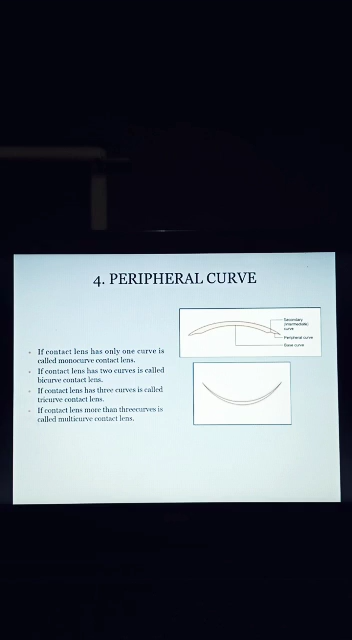 4. PERIPHERAL CURVE
Secondary
(intermediate)
curve
Peripheral curve
Base curve
If contact lens has only one curve is
called monocurve contact lens.
If contact lens has two curves is called
bicurve contact lens.
If contact lens has three curves is called
tricurve contact lens.
If contact lens more than threecurves is
called multicurve contact lens.